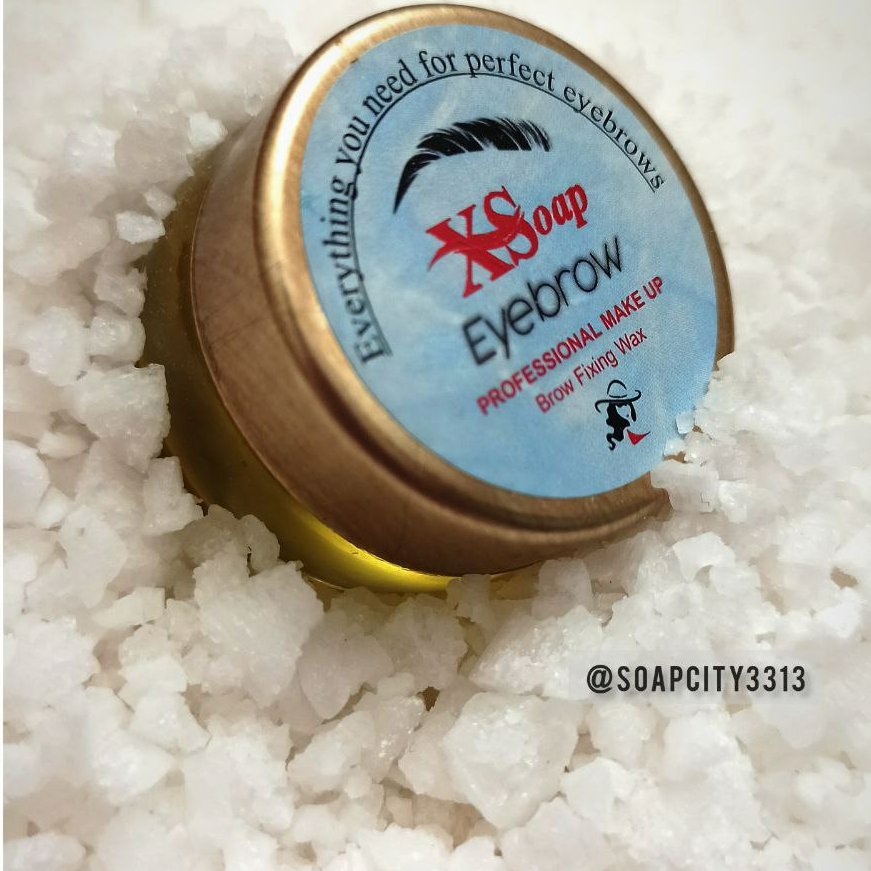 Everything you need for perfect eyebrows
XSoap
Eyebrow
PROFESSIONAL MAKE UP
Brow Fixing Wax
@SOAPCITY3313